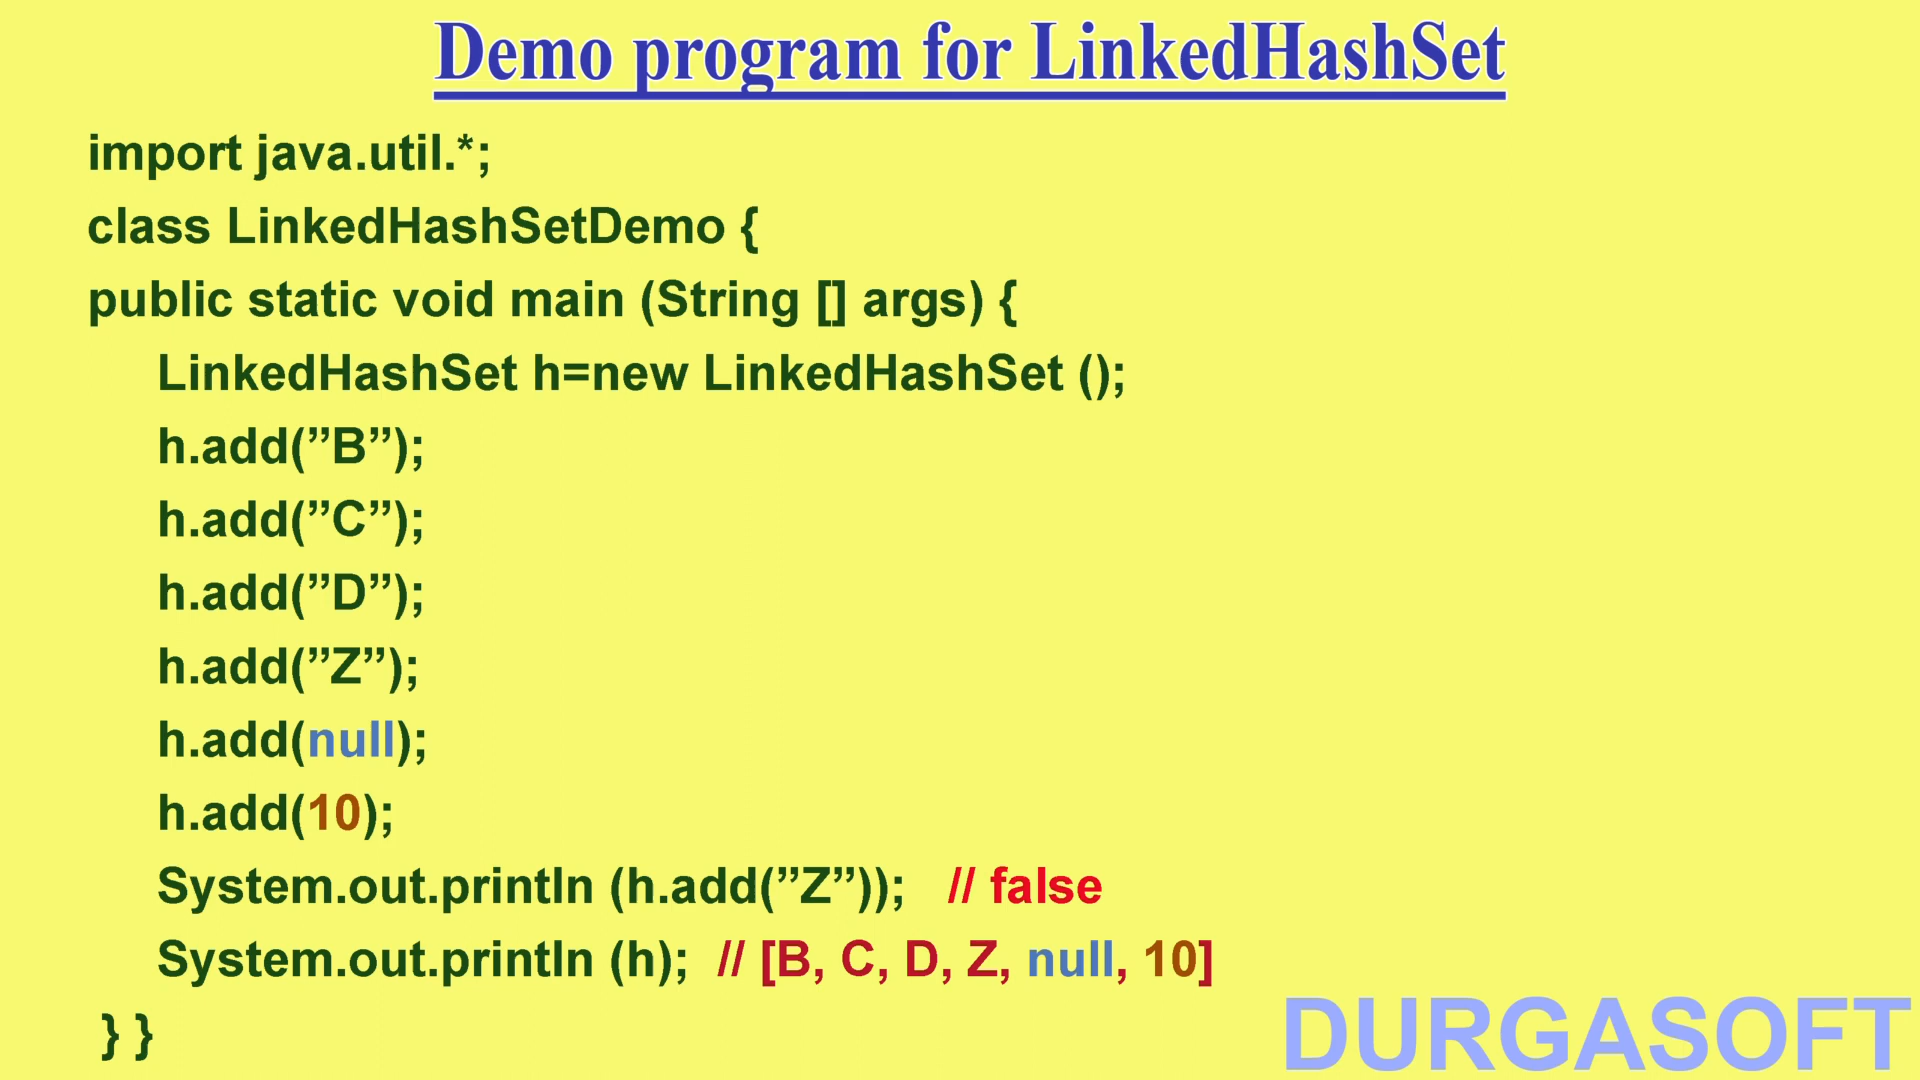 Demo program for LinkedHashSet
import java.util.*;
class LinkedHashSetDemo {
public static void main (String [] args) {
LinkedHashSet h=new LinkedHashSet ();
h.add(”B”);
h.add(”C”);
h.add(”D”);
h.add(”Z”);
h.add(null);
h.add(10);
System.out.println (h.add(”Z”)); // false
System.out.println (h); // [B, C, D, Z, null, 10]
} }
DURGASOFT